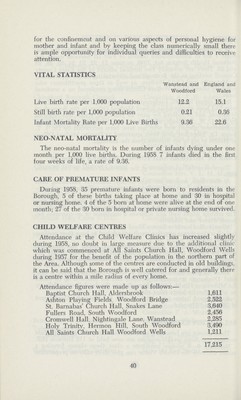 for the confinement and on various aspects of personal hygiene for
mother and infant and by keeping the class numerically small there
is ample opportunity for individual queries and difficulties to receive
attention.
VITAL STATISTICS
Wanstead and England and
Woodford Wales
Live birth rate per 1.000 population 12.2 15.1
Still birth rate per 1,000 population 0.21 0.58
Infant Mortality Rate per 1,000 Live Births 9.36 22.6
NEO-NATAL MORTALITY
The neo-natal mortality is the number of infants dying under one
month per 1,000 live births. During 1958 7 infants died in the first
four weeks of life, a rate of 9.36.
CARE OF PREMATURE INFANTS
During 1958, 35 premature infants were born to residents in the
Borough, 5 of these births taking place at home and 30 in hospital
or nursing home. 4 of the 5 born at home were alive at the end of one
month; 27 of the 30 born in hospital or private nursing home survived.
CHILD WELFARE CENTRES
Attendance at the Child Welfare Clinics has increased slightly
during 1958, no doubt in large measure due to the additional clinic
which was commenced at All Saints Church Hall, Woodford Wells
during 1957 for the benefit of the population in the northern part of
the Area. Although some of the centres are conducted in old buildings,
it can be said that the Borough is well catered for and generally there
is a centre within a mile radius of every home.
Attendance figures were made up as follows:—
Baptist Church Hall, Aldersbrook 1,611
Ashton Playing Fields, Woodford Bridge 2,522
St. Barnabas' Church Hall, Snakes Lane 3,640
Fullers Road, South Woodford 2,456
Cromwell Hall, Nightingale Lane, Wanstead 2,285
Holy Trinity, Hermon Hill, South Woodford 3,490
All Saints Church Hall Woodford Wells 1,211
17,215
40